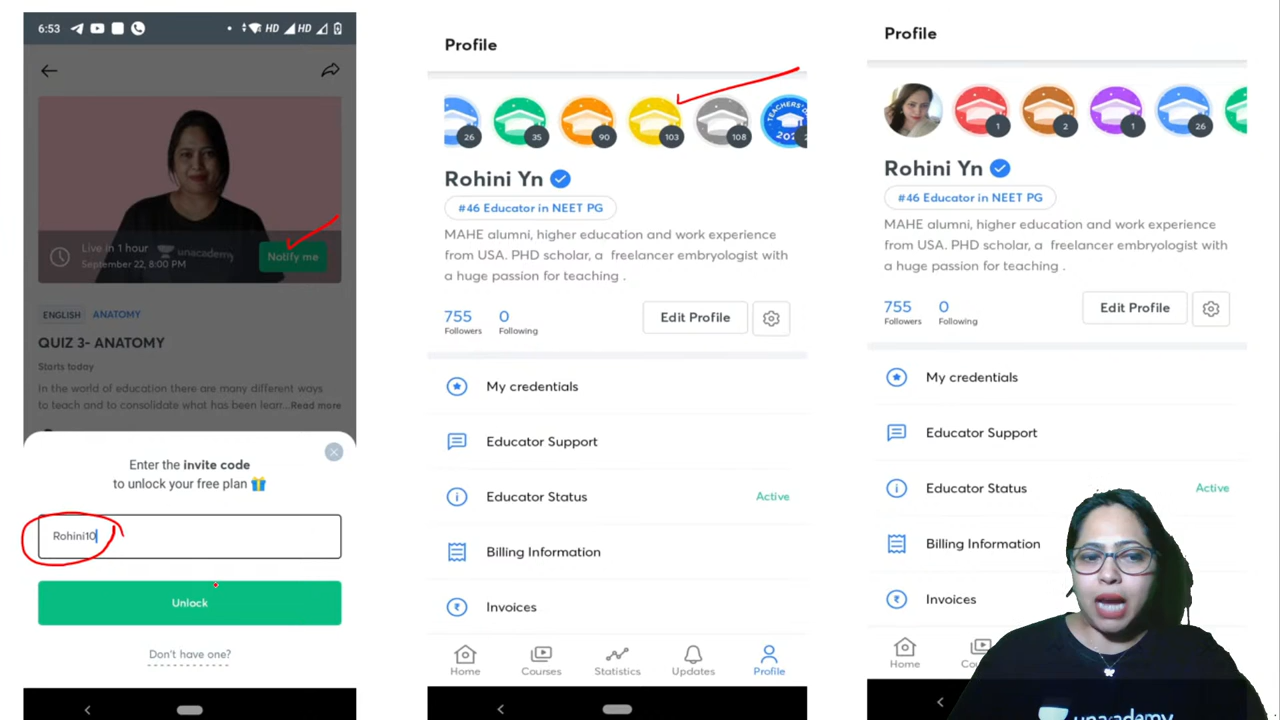 6:53
HD
HD
Live in 1 hour
September 22, 8:00 PM
unacademy
Notify me
ENGLISH ANATOMY
QUIZ 3- ANATOMY
Starts today
In the world of education there are many different ways
to teach and to consolidate what has been learr...Read more
Enter the invite code
to unlock your free plan
Rohini10
Unlock
Don't have one?
Profile
26
35
90
103
108
TEACHERS'
202
Rohini Yn
#46 Educator in NEET PG
MAHE alumni, higher education and work experience
from USA. PHD scholar, a freelancer embryologist with
a huge passion for teaching .
755
Followers
0
Following
Edit Profile
My credentials
Educator Support
Educator Status
Active
Billing Information
Invoices
Home
Courses
Statistics
Updates
Profile
Profile
1
2
1
26
Rohini Yn
#46 Educator in NEET PG
MAHE alumni, higher education and work experience
from USA. PHD scholar, a freelancer embryologist with
a huge passion for teaching .
755
Followers
0
Following
Edit Profile
My credentials
Educator Support
Educator Status
Active
Billing Information
Invoices
Home
unacademy